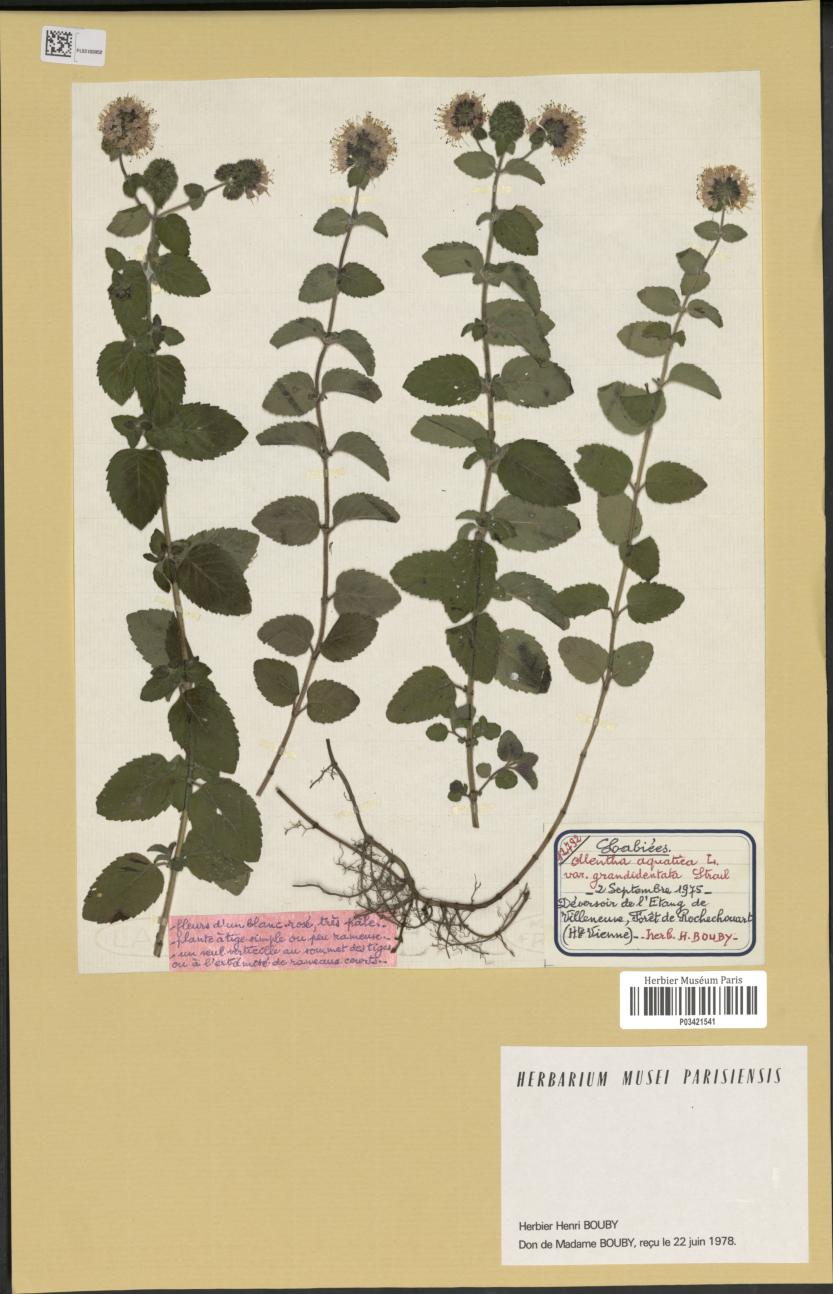 12792
Labiées.
Mentha aquatica L.
var. grandidentata Strail
- 2 Septembre 1975 -
Déversoir de l'Etang de
Villeneuve, Forêt de Rochechouart
(Hte Vienne) - herb. H. BOUBY -
fleurs d'un blanc-rosé, très pâle. -
plante à tige simple ou peu rameuse -
un seul verticille au sommet des tiges
ou à l'extémité de rameaux courts. -
Herbier Muséum Paris
P03421541
HERBARIUM MUSEI PARISIENSIS
Herbier Henri BOUBY
Don de Madame BOUBY, reçu le 22 juin 1978.